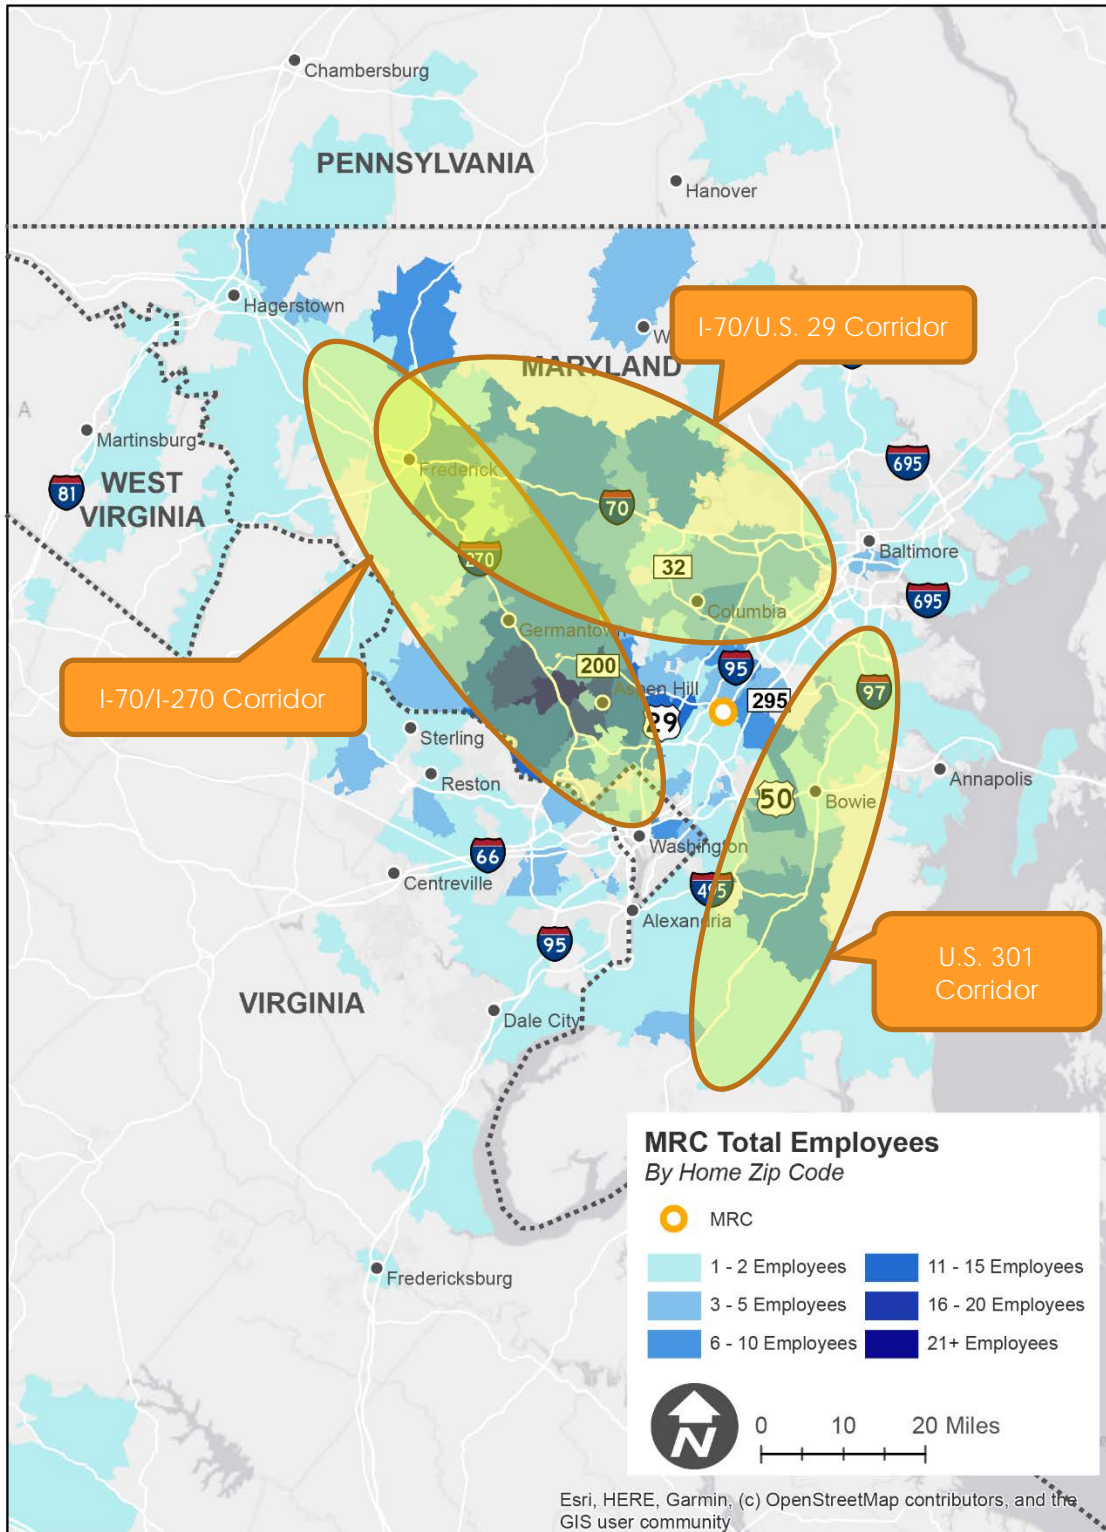 Chambersburg
PENNSYLVANIA
Hanover
Hagerstown
I-70/U.S. 29 Corridor
W
MARYLAND
A
Martinsburg
WEST
VIRGINIA
81
Frederick
695
70
Baltimore
270
32
695
Columbia
Germantown
I-70/I-270 Corridor
200
95
Aspen Hill
97
295
29
Sterling
Reston
Annapolis
50
Bowie
Washington
66
Centreville
495
Alexandria
95
U.S. 301
Corridor
VIRGINIA
Dale City
Fredericksburg
MRC Total Employees
By Home Zip Code
MRC
1 - 2 Employees
11 - 15 Employees
3 - 5 Employees
16 - 20 Employees
6 - 10 Employees
21+ Employees
N
0 10 20 Miles
Esri, HERE, Garmin, (c) OpenStreetMap contributors, and the
GIS user community